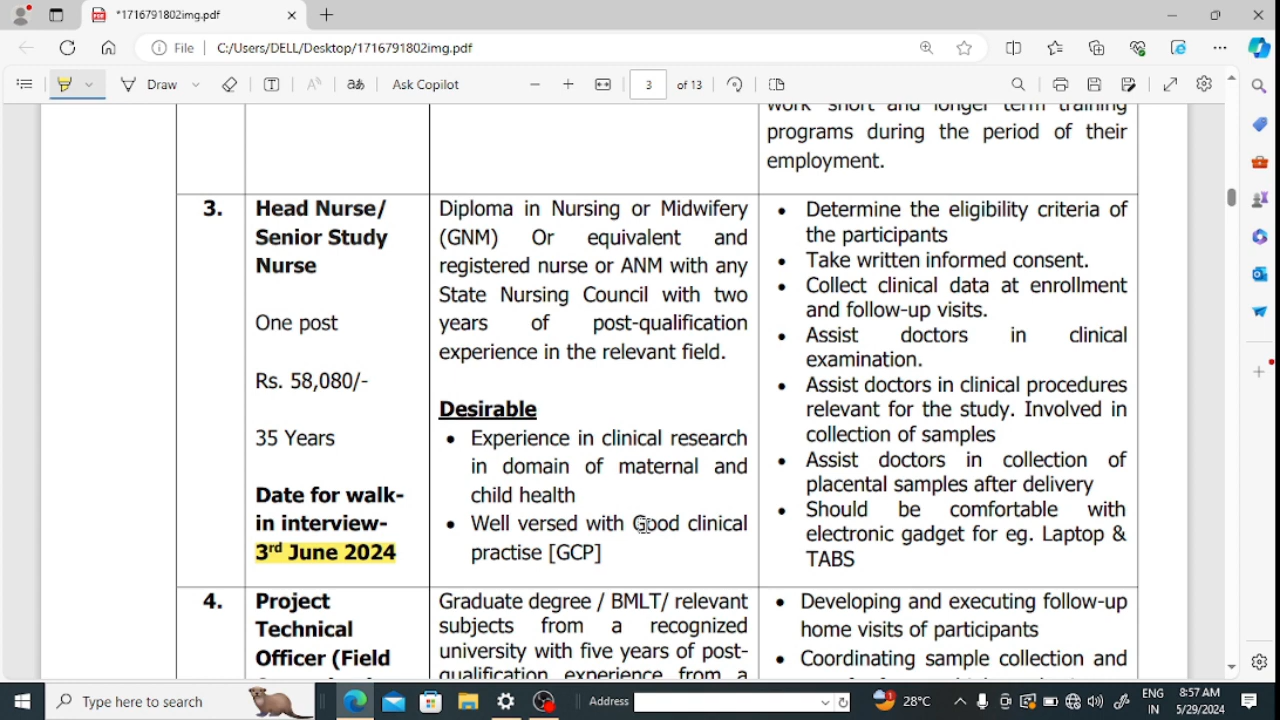 *1716791802img.pdf
File
C:/Users/DELL/Desktop/1716791802img.pdf
Draw
Ask Copilot
3 of 13
work short and longer term training
programs during the period of their
employment.
3.
Head Nurse/
Senior Study
Nurse
One post
Rs. 58,080/-
35 Years
Date for walk-
in interview-
3rd June 2024
Diploma in Nursing or Midwifery
(GNM) Or equivalent and
registered nurse or ANM with any
State Nursing Council with two
years of post-qualification
experience in the relevant field.
Desirable
• Experience in clinical research
in domain of maternal and
child health
• Well versed with Good clinical
practise [GCP]
• Determine the eligibility criteria of
the participants
• Take written informed consent.
• Collect clinical data at enrollment
and follow-up visits.
• Assist doctors in clinical
examination.
• Assist doctors in clinical procedures
relevant for the study. Involved in
collection of samples
• Assist doctors in collection of
placental samples after delivery
• Should be comfortable with
electronic gadget for eg. Laptop &
TABS
4.
Project
Technical
Officer (Field
Graduate degree / BMLT/ relevant
subjects from a recognized
university with five years of post-
qualification experience from a
• Developing and executing follow-up
home visits of participants
• Coordinating sample collection and
Type here to search
Address
1
28°C
ENG
IN
8:57 AM
5/29/2024